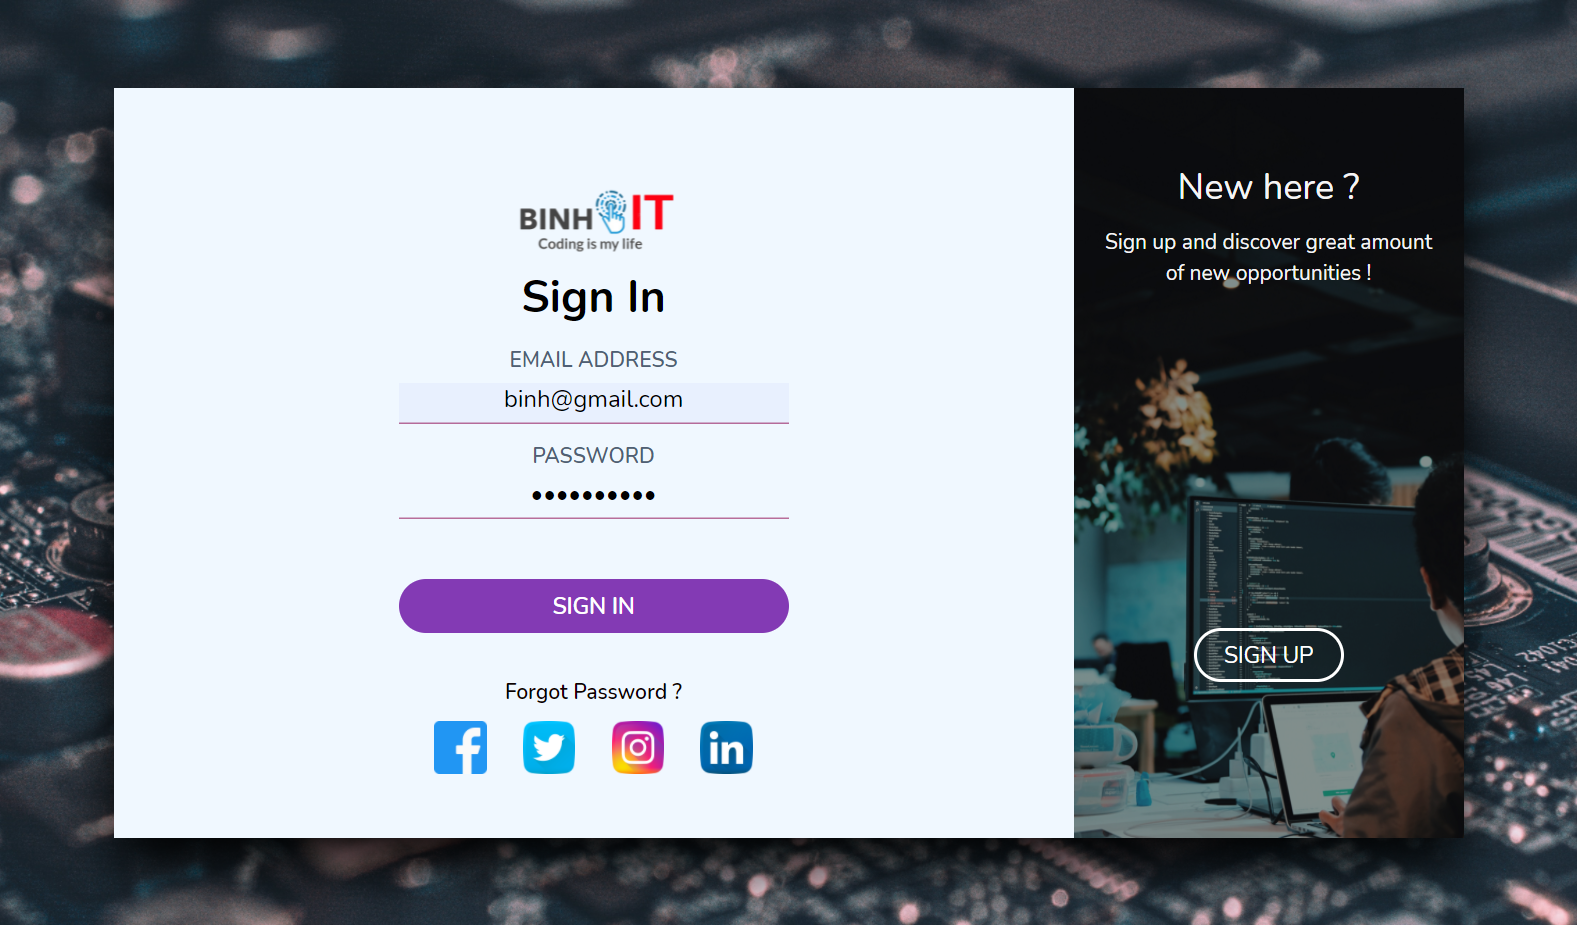 BINH IT
Coding is my life
Sign In
EMAIL ADDRESS
binh@gmail.com
PASSWORD
••••••••••
SIGN IN
Forgot Password ?
New here ?
Sign up and discover great amount
of new opportunities !
SIGN UP